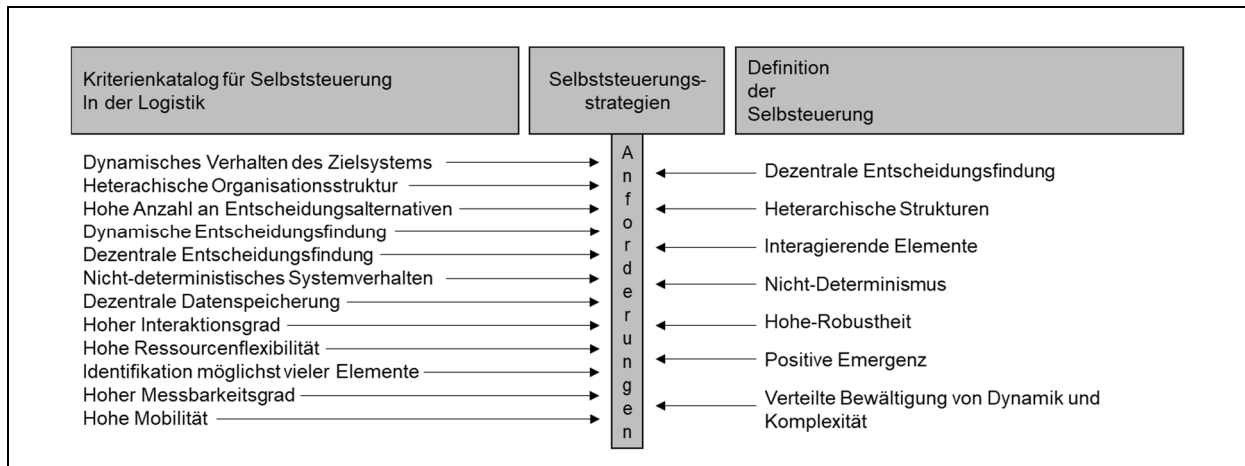 Kriterienkatalog für Selbststeuerung
In der Logistik
Selbststeuerungs-
strategien
Definition
der
Selbsteuerung
Dynamisches Verhalten des Zielsystems
Heterachische Organisationsstruktur
Hohe Anzahl an Entscheidungsalternativen
Dynamische Entscheidungsfindung
Dezentrale Entscheidungsfindung
Nicht-deterministisches Systemverhalten
Dezentrale Datenspeicherung
Hoher Interaktionsgrad
Hohe Ressourcenflexibilität
Identifikation möglichst vieler Elemente
Hoher Messbarkeitsgrad
Hohe Mobilität
Anforderungen
Dezentrale Entscheidungsfindung
Heterarchische Strukturen
Interagierende Elemente
Nicht-Determinismus
Hohe-Robustheit
Positive Emergenz
Verteilte Bewältigung von Dynamik und
Komplexität